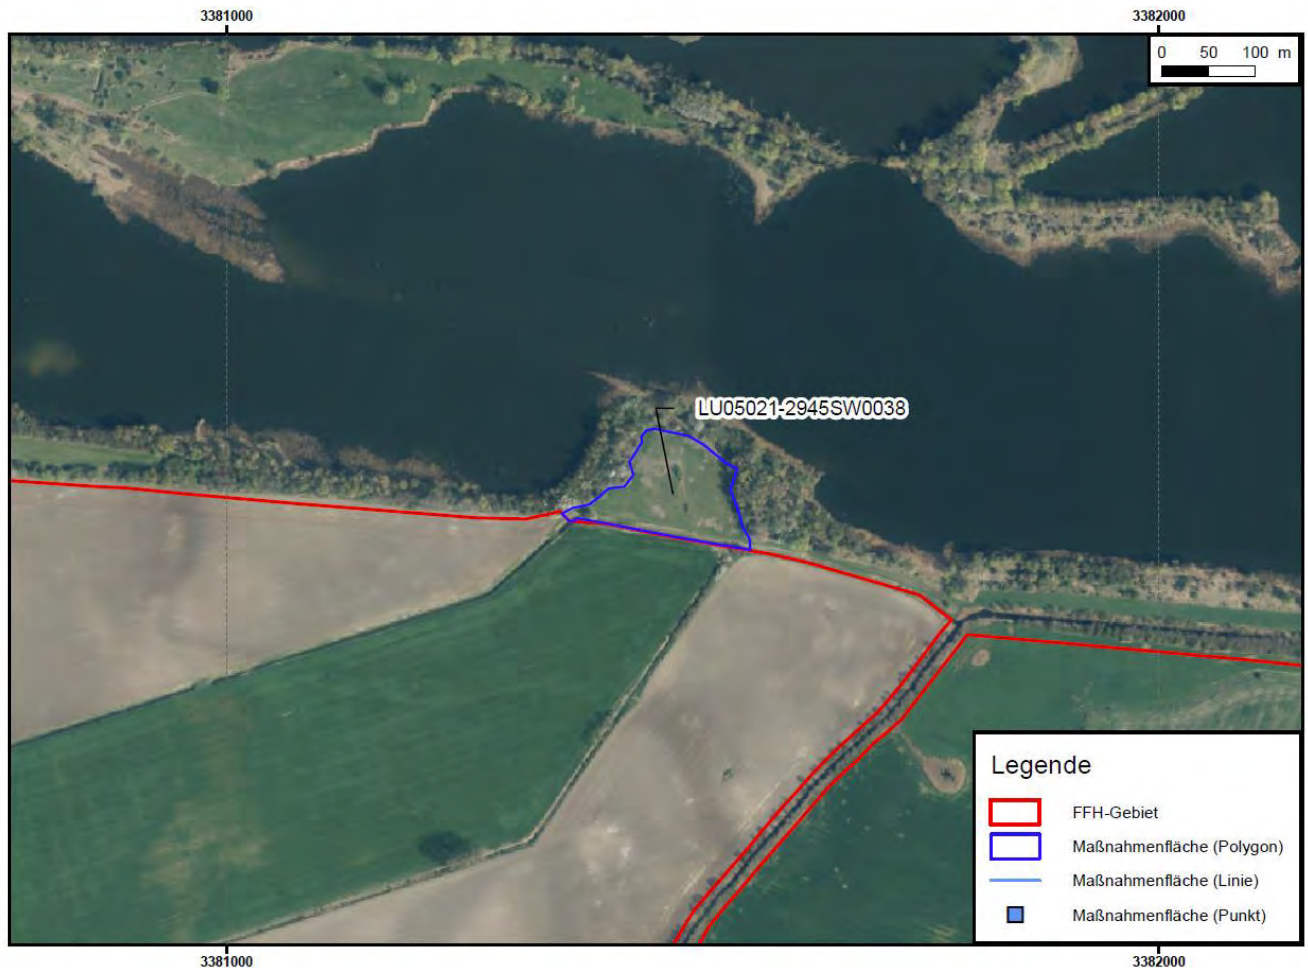 3381000
3382000
0 50 100 m
LU05021-2945SW0038
Legende
FFH-Gebiet
Maßnahmenfläche (Polygon)
Maßnahmenfläche (Linie)
Maßnahmenfläche (Punkt)
3381000
3382000